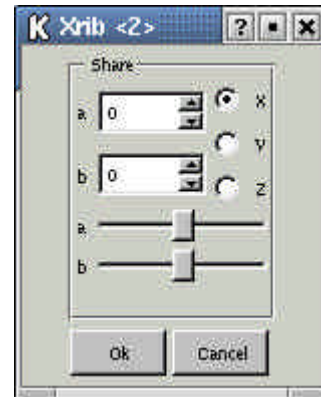 K Xrib <2> ?
Share
a 0 X
Y
b 0 Z
a
b
Ok Cancel